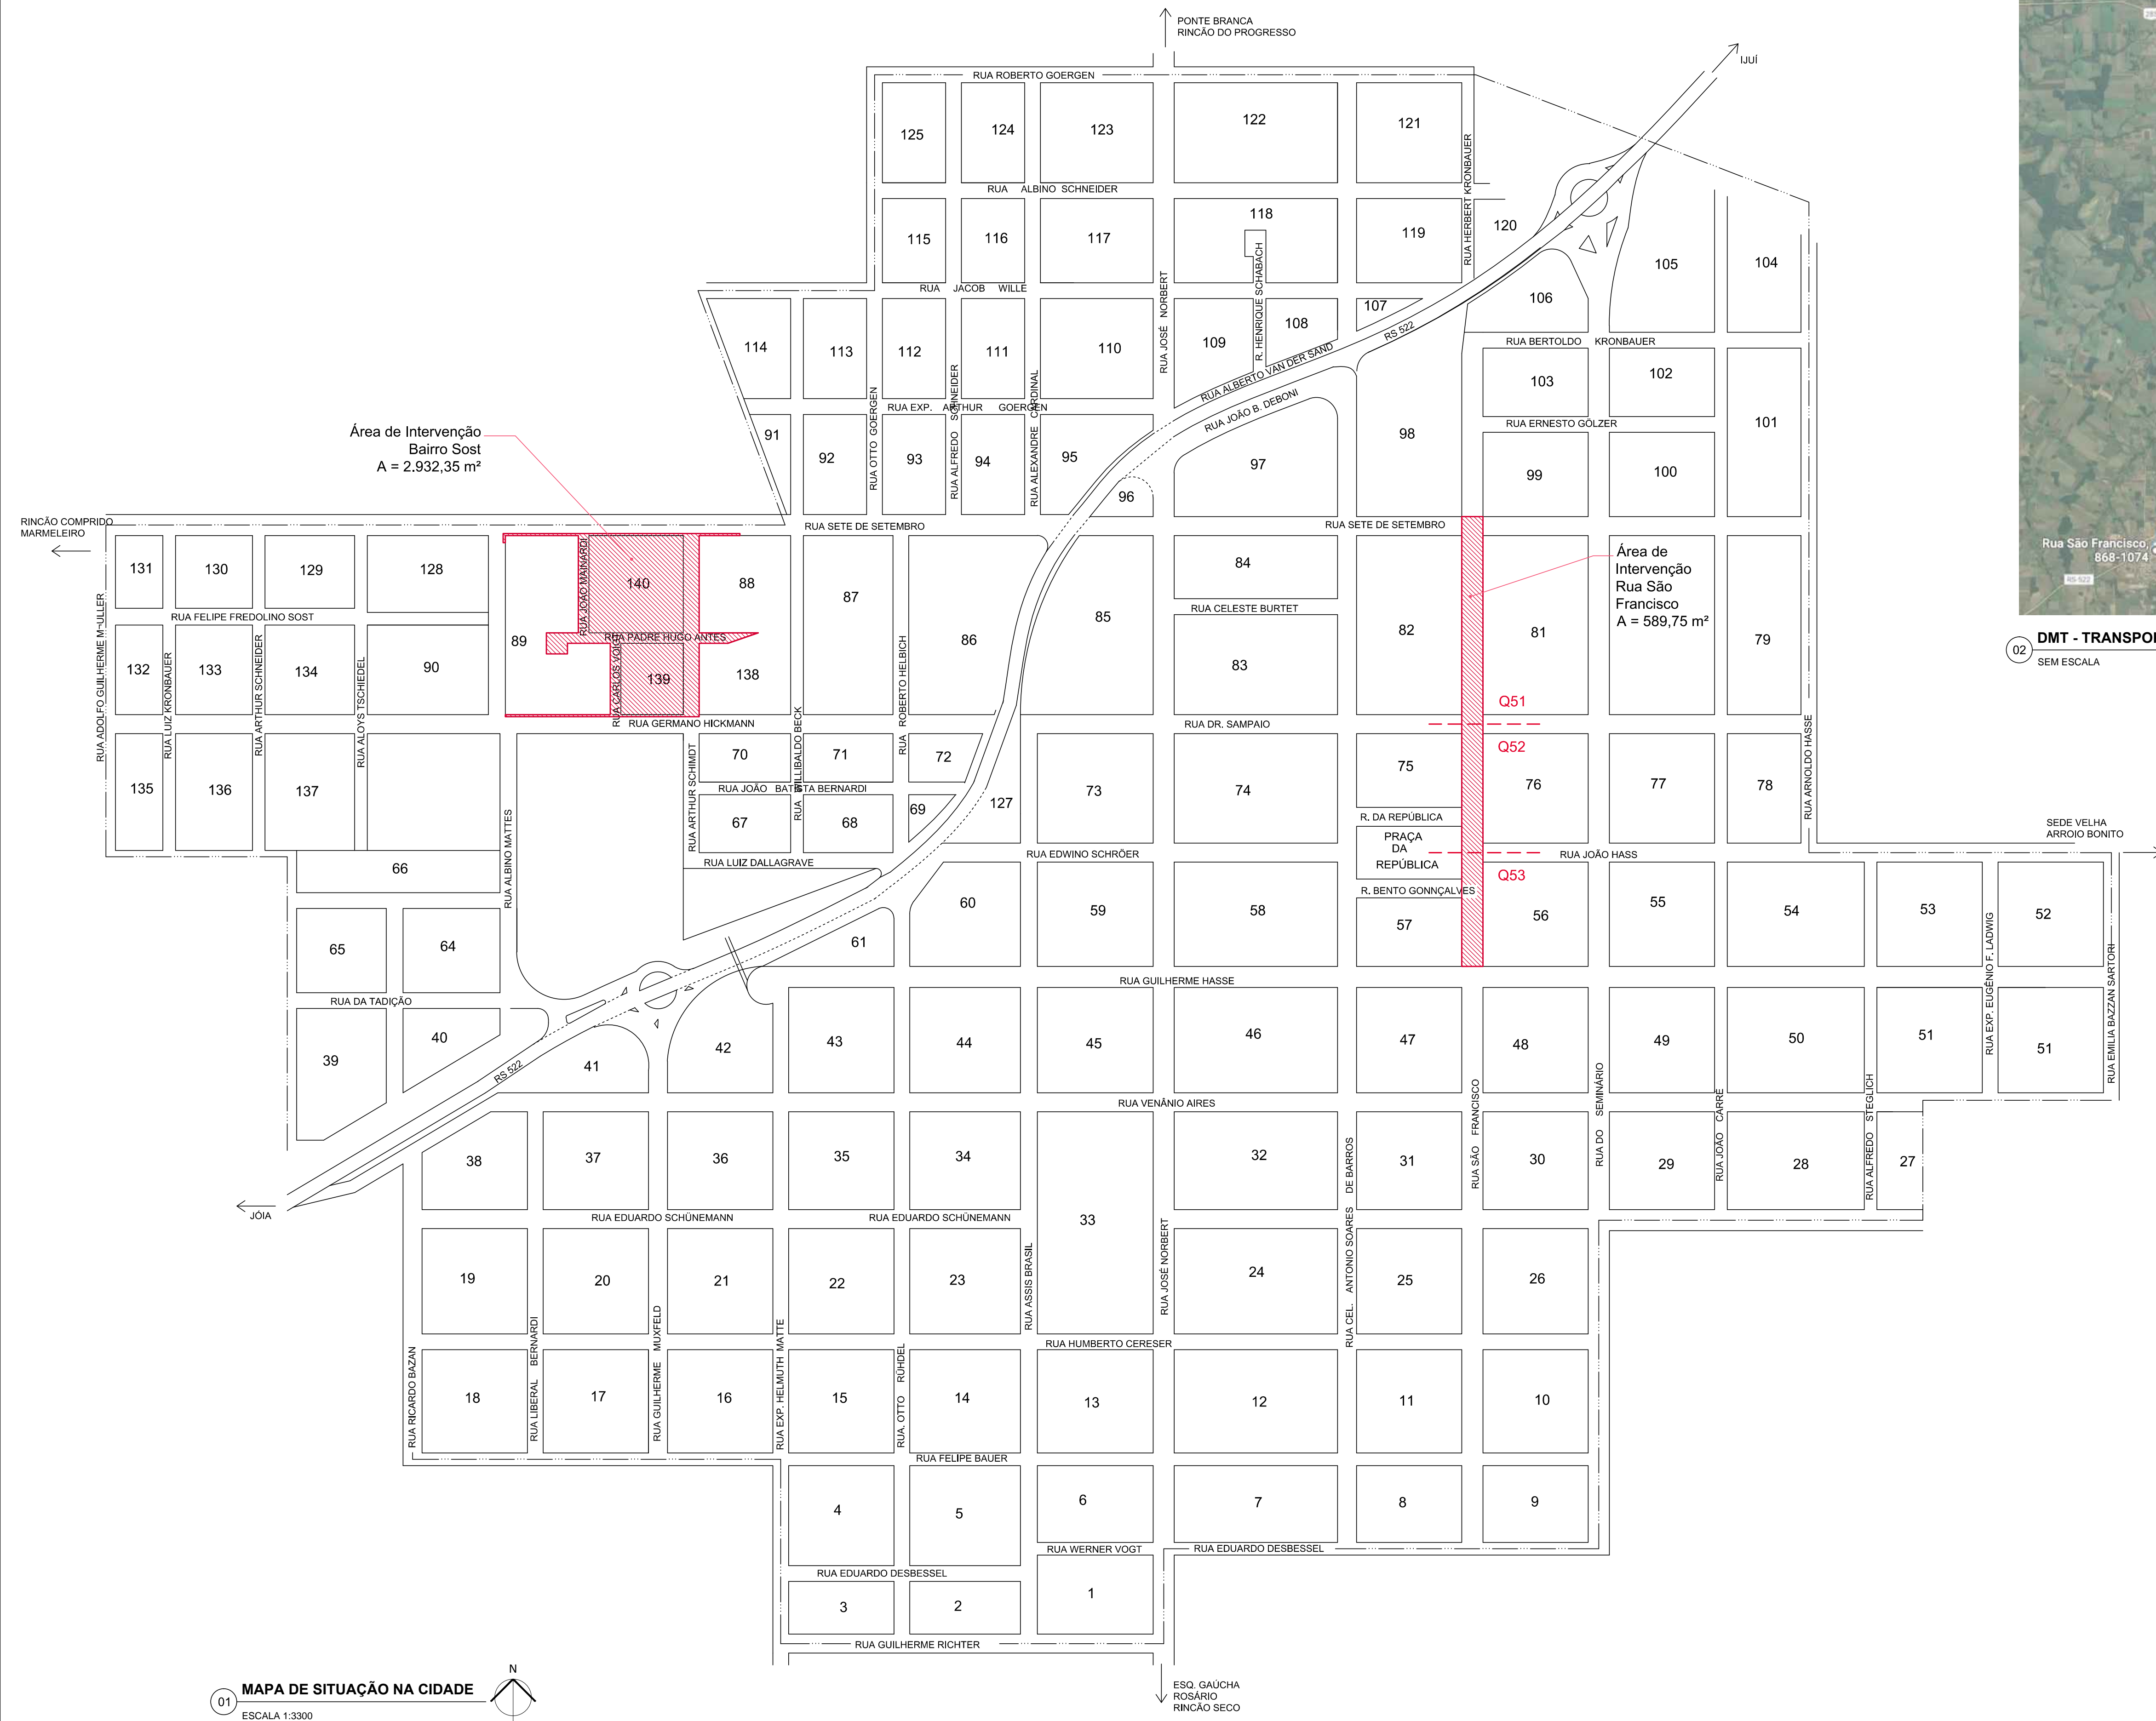 PONTE BRANCA
RINCÃO DO PROGRESSO
IJUÍ
RUA ROBERTO GOERGEN
125
124
123
122
121
RUA HERBERT KRONBAUER
RUA ALBINO SCHNEIDER
115
116
117
118
119
120
105
104
R. HENRIQUE SCHABACH
RUA JOSÉ NORBERT
RUA JACOB WILLE
114
113
112
111
110
109
108
107
106
RS 522
RUA ALBERTO VAN DER SAND
RUA JOÃO B. DEBONI
RUA BERTOLDO KRONBAUER
103
102
101
RUA ERNESTO GÖLZER
RUA EXP. ARTHUR GOERGEN
RUA OTTO GOERGEN
RUA ALFREDO SCHNEIDER
RUA ALEXANDRE CARDINAL
91
92
93
94
95
96
97
98
99
100
Área de Intervenção
Bairro Sost
A = 2.932,35 m²
RINCÃO COMPRIDO
MARMELEIRO
RUA SETE DE SETEMBRO
RUA SETE DE SETEMBRO
131
130
129
128
RUA JOÃO MAINARDI
140
88
87
86
85
84
RUA CELESTE BURTET
83
82
81
79
Área de
Intervenção
Rua São
Francisco
A = 589,75 m²
RUA FELIPE FREDOLINO SOST
RUA PADRE HUGO ANTES
89
132
133
134
90
RUA CARLOS VOIGT
139
138
RUA ADOLFO GUILHERME M~ULLER
RUA LUIZ KRONBAUER
RUA ARTHUR SCHNEIDER
RUA ALOYS TSCHIEDEL
RUA ROBERTO HELBICH
RUA WILLIBALDO BECK
RUA GERMANO HICKMANN
RUA DR. SAMPAIO
Q51
Q52
RUA ARNOLDO HASSE
135
136
137
RUA ARTHUR SCHIMDT
70
71
72
RUA JOÃO BATISTA BERNARDI
67
68
69
127
73
74
75
76
77
78
R. DA REPÚBLICA
PRAÇA
DA
REPÚBLICA
SEDE VELHA
ARROIO BONITO
RUA LUIZ DALLAGRAVE
RUA EDWINO SCHRÖER
RUA JOÃO HASS
Q53
R. BENTO GONNÇALVES
66
RUA ALBINO MATTES
65
64
61
60
59
58
57
56
55
54
53
52
RUA EXP. EUGÊNIO F. LADWIG
RUA EMILIA BAZZAN SARTORI
RUA GUILHERME HASSE
RUA DA TADIÇÃO
39
40
RS 522
41
42
43
44
45
46
47
48
49
50
51
51
RUA VENÂNIO AIRES
RUA SÃO FRANCISCO
RUA DO SEMINÁRIO
RUA JOÃO CARRÉ
RUA ALFREDO STEGLICH
38
37
36
35
34
33
32
31
30
29
28
27
JÓIA
RUA EDUARDO SCHÜNEMANN
RUA EDUARDO SCHÜNEMANN
RUA ASSIS BRASIL
RUA JOSÉ NORBERT
RUA CEL. ANTONIO SOARES DE BARROS
19
20
21
22
23
24
25
26
RUA HUMBERTO CERESER
RUA RICARDO BAZAN
RUA LIBERAL BERNARDI
RUA GUILHERME MUXFELD
RUA EXP. HELMUTH MATTE
RUA. OTTO RÜHDEL
18
17
16
15
14
13
12
11
10
RUA FELIPE BAUER
4
5
6
7
8
9
RUA WERNER VOGT
RUA EDUARDO DESBESSEL
RUA EDUARDO DESBESSEL
3
2
1
RUA GUILHERME RICHTER
ESQ. GAÚCHA
ROSÁRIO
RINCÃO SECO
01
MAPA DE SITUAÇÃO NA CIDADE
ESCALA 1:3300
N
Rua São Francisco,
868-1074
RS-522
02
DMT - TRANSPO
SEM ESCALA